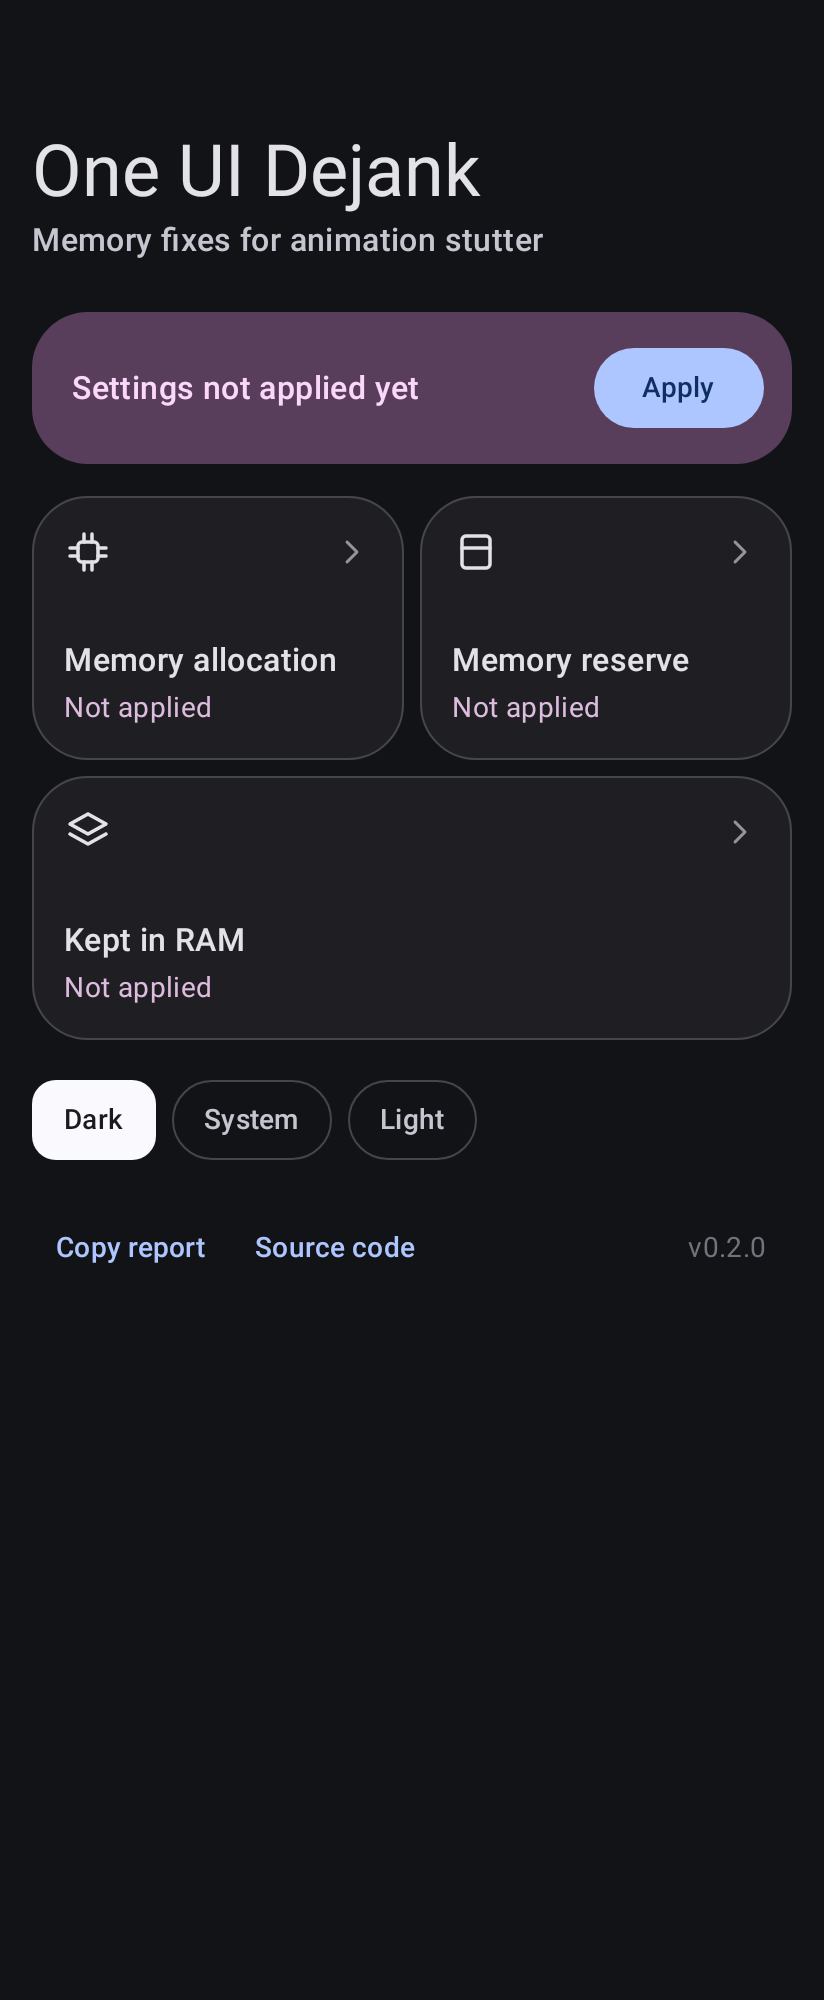 One UI Dejank
Memory fixes for animation stutter
Settings not applied yet
Apply
Memory allocation
Not applied
Memory reserve
Not applied
Kept in RAM
Not applied
Dark
System
Light
Copy report
Source code
v0.2.0